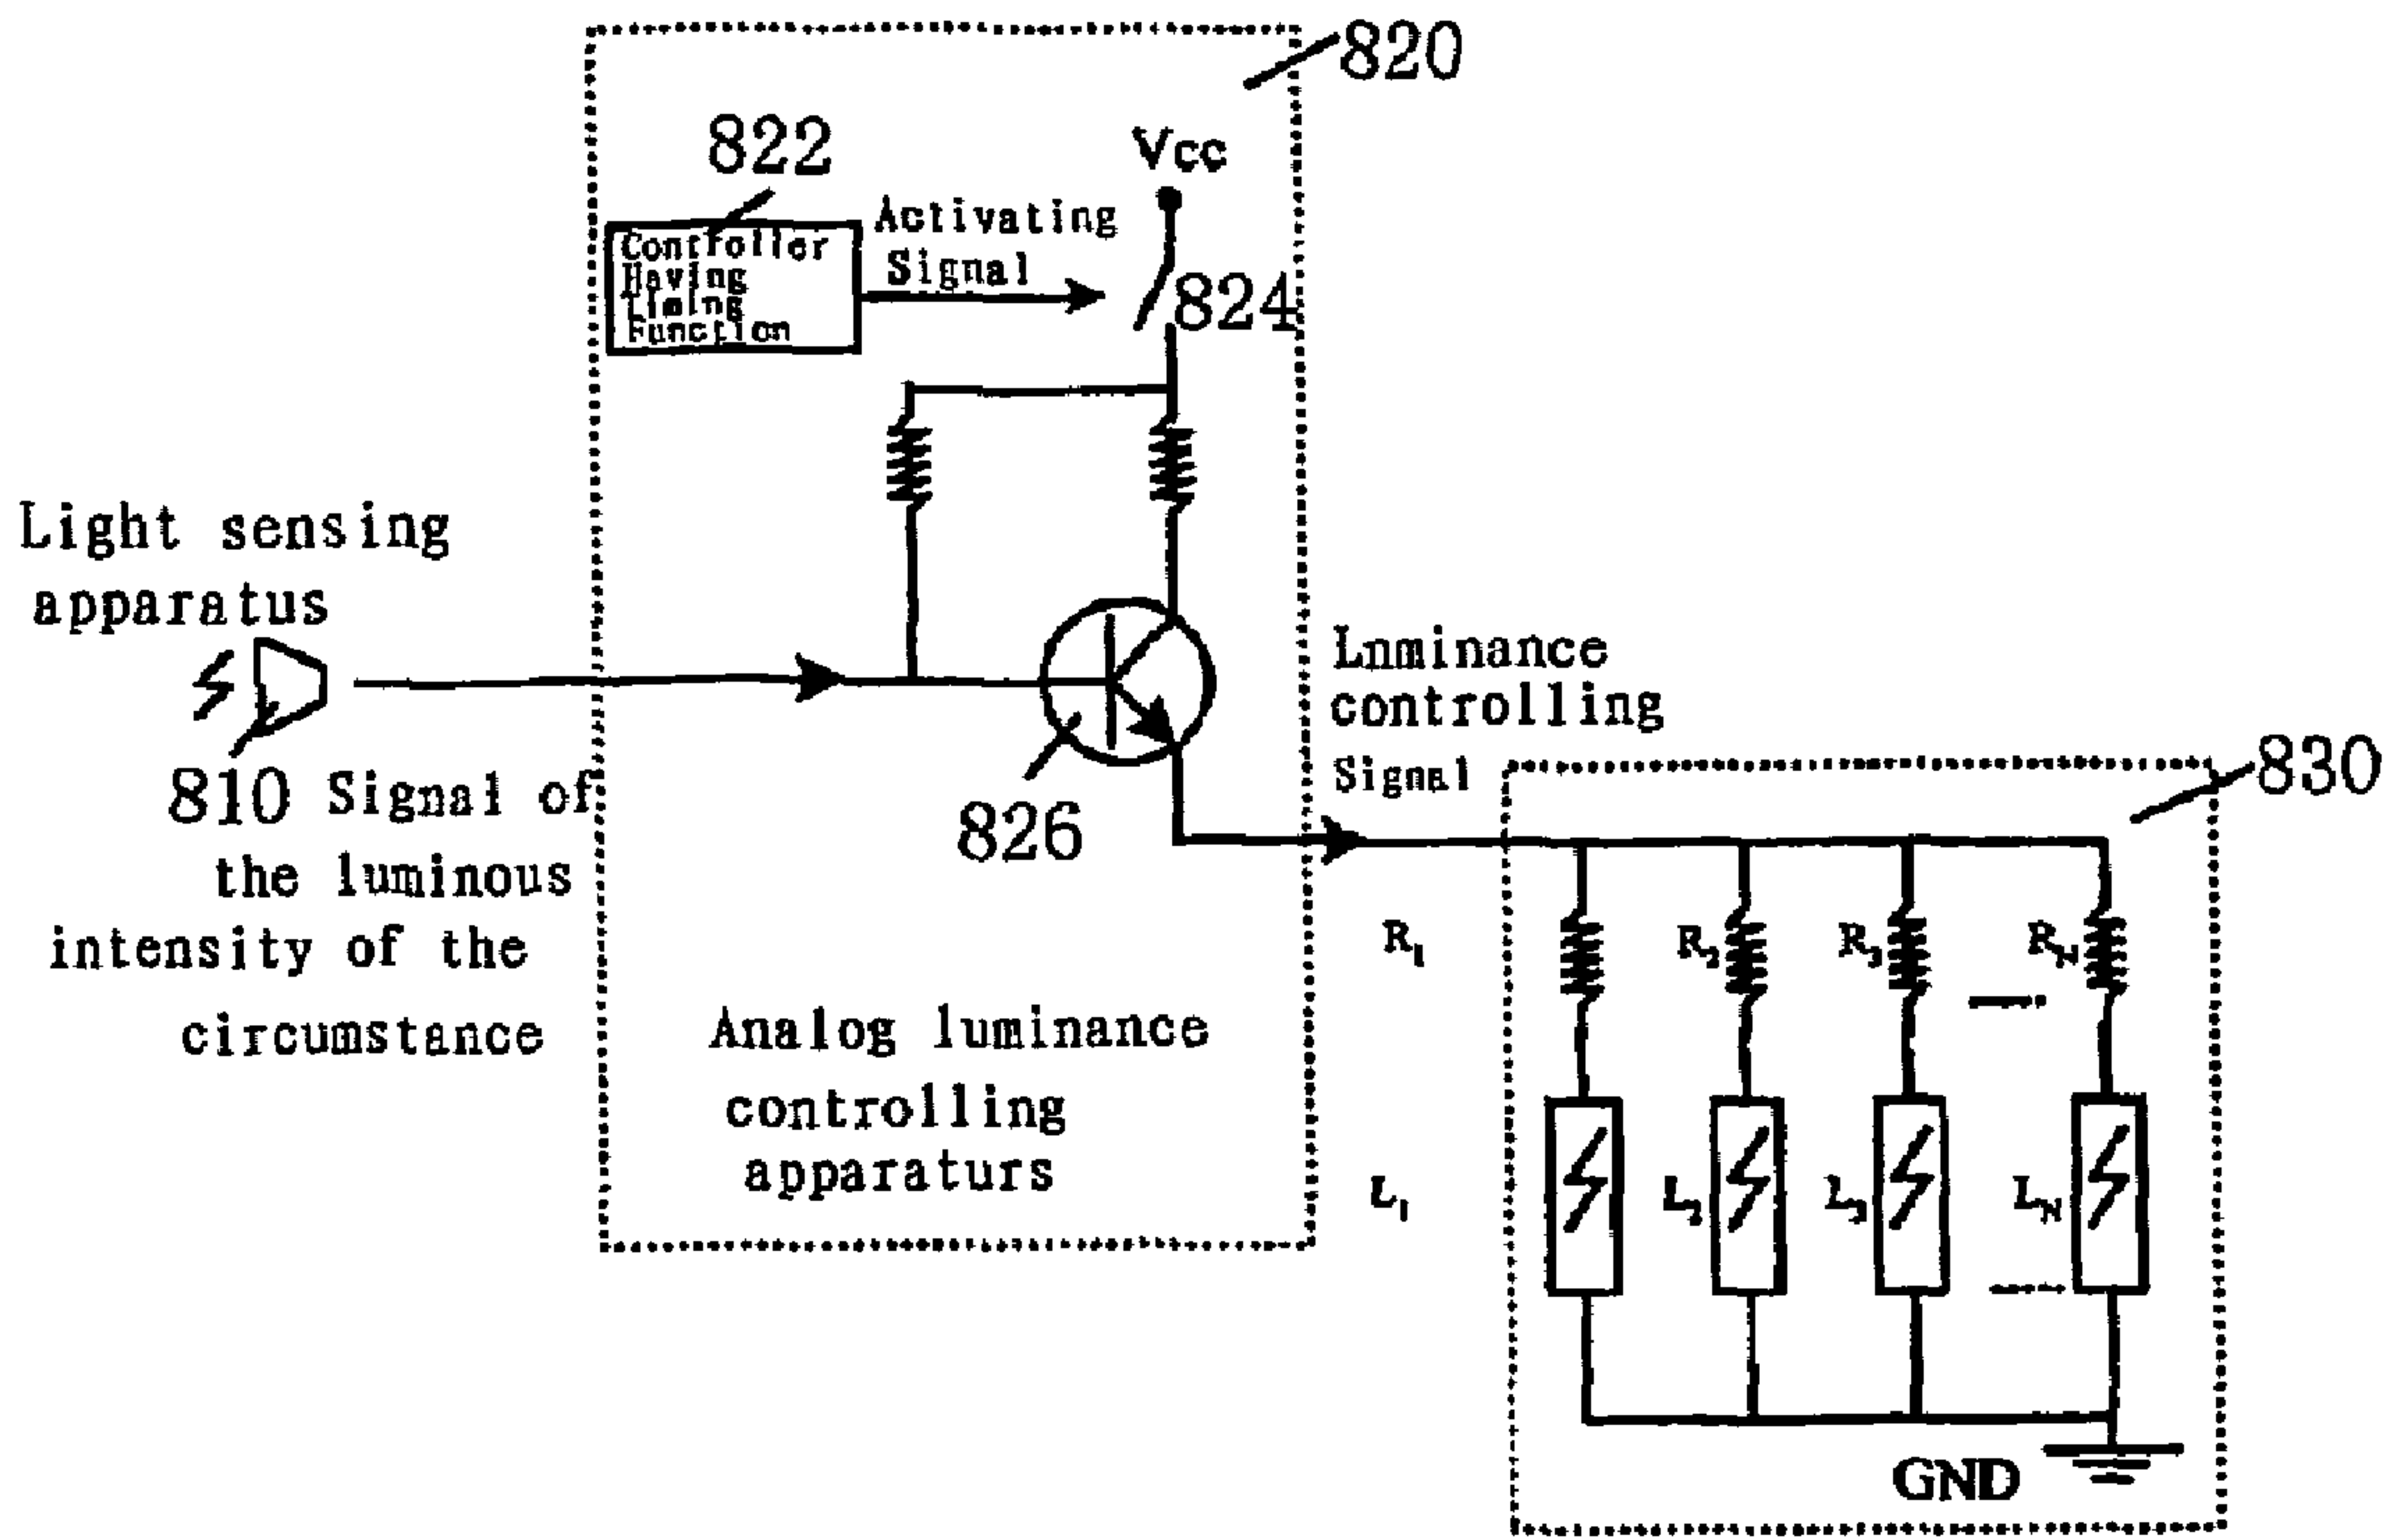 820
822
Vcc
Controller
Having
Function
Activating
Signal
824
Light sensing
apparatus
810
Signal of
the luminous
intensity of the
circumstance
826
Lnminance
controlling
Signal
830
R1
R2
R3
RN
Analog luminance
controlling
apparaturs
L1
L2
L3
LN
GND